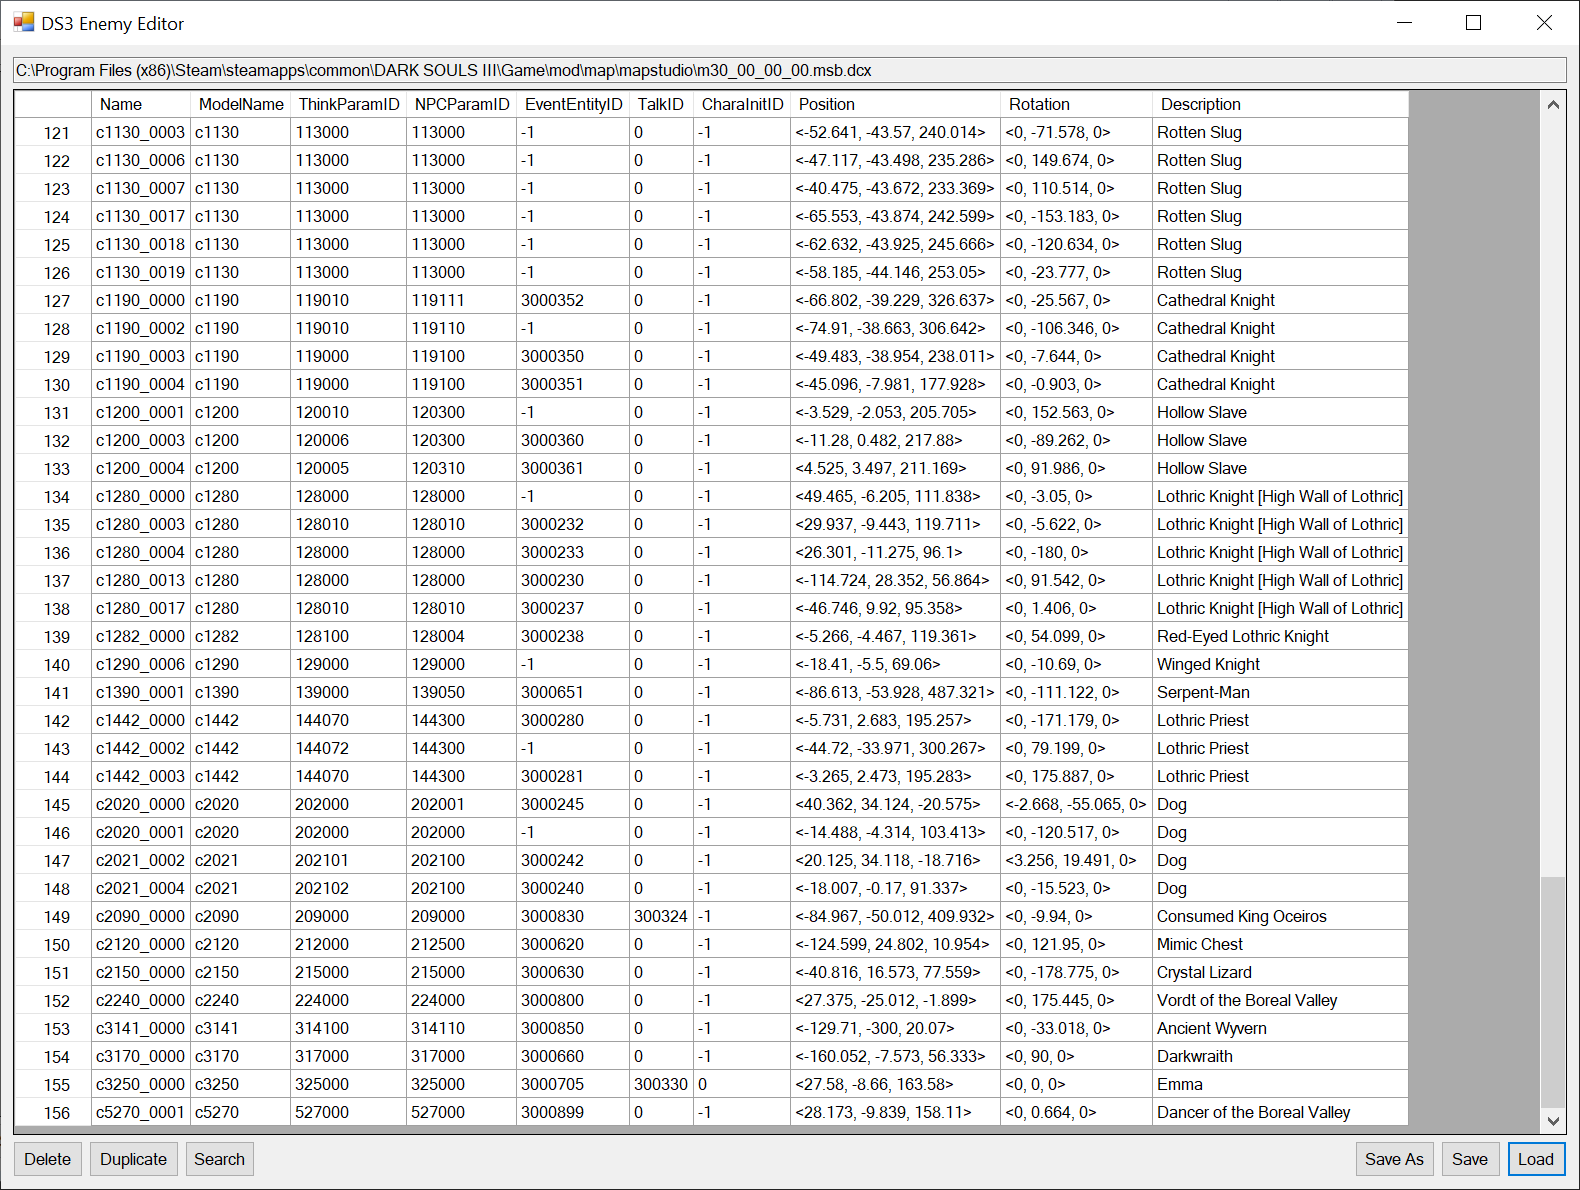 DS3 Enemy Editor
C:\Program Files (x86)\Steam\steamapps\common\DARK SOULS III\Game\mod\map\mapstudio\m30_00_00_00.msb.dcx
Name ModelName ThinkParamID NPCParamID EventEntityID TalkID CharaInitID Position Rotation Description
121 c1130_0003 c1130 113000 113000 -1 0 -1 <-52.641, -43.57, 240.014> <0, -71.578, 0> Rotten Slug
122 c1130_0006 c1130 113000 113000 -1 0 -1 <-47.117, -43.498, 235.286> <0, 149.674, 0> Rotten Slug
123 c1130_0007 c1130 113000 113000 -1 0 -1 <-40.475, -43.672, 233.369> <0, 110.514, 0> Rotten Slug
124 c1130_0017 c1130 113000 113000 -1 0 -1 <-65.553, -43.874, 242.599> <0, -153.183, 0> Rotten Slug
125 c1130_0018 c1130 113000 113000 -1 0 -1 <-62.632, -43.925, 245.666> <0, -120.634, 0> Rotten Slug
126 c1130_0019 c1130 113000 113000 -1 0 -1 <-58.185, -44.146, 253.05> <0, -23.777, 0> Rotten Slug
127 c1190_0000 c1190 119010 119111 3000352 0 -1 <-66.802, -39.229, 326.637> <0, -25.567, 0> Cathedral Knight
128 c1190_0002 c1190 119010 119110 -1 0 -1 <-74.91, -38.663, 306.642> <0, -106.346, 0> Cathedral Knight
129 c1190_0003 c1190 119000 119100 3000350 0 -1 <-49.483, -38.954, 238.011> <0, -7.644, 0> Cathedral Knight
130 c1190_0004 c1190 119000 119100 3000351 0 -1 <-45.096, -7.981, 177.928> <0, -0.903, 0> Cathedral Knight
131 c1200_0001 c1200 120010 120300 -1 0 -1 <-3.529, -2.053, 205.705> <0, 152.563, 0> Hollow Slave
132 c1200_0003 c1200 120006 120300 3000360 0 -1 <-11.28, 0.482, 217.88> <0, -89.262, 0> Hollow Slave
133 c1200_0004 c1200 120005 120310 3000361 0 -1 <4.525, 3.497, 211.169> <0, 91.986, 0> Hollow Slave
134 c1280_0000 c1280 128000 128000 -1 0 -1 <49.465, -6.205, 111.838> <0, -3.05, 0> Lothric Knight [High Wall of Lothric]
135 c1280_0003 c1280 128010 128010 3000232 0 -1 <29.937, -9.443, 119.711> <0, -5.622, 0> Lothric Knight [High Wall of Lothric]
136 c1280_0004 c1280 128000 128000 3000233 0 -1 <26.301, -11.275, 96.1> <0, -180, 0> Lothric Knight [High Wall of Lothric]
137 c1280_0013 c1280 128000 128000 3000230 0 -1 <-114.724, 28.352, 56.864> <0, 91.542, 0> Lothric Knight [High Wall of Lothric]
138 c1280_0017 c1280 128010 128010 3000237 0 -1 <-46.746, 9.92, 95.358> <0, 1.406, 0> Lothric Knight [High Wall of Lothric]
139 c1282_0000 c1282 128100 128004 3000238 0 -1 <-5.266, -4.467, 119.361> <0, 54.099, 0> Red-Eyed Lothric Knight
140 c1290_0006 c1290 129000 129000 -1 0 -1 <-18.41, -5.5, 69.06> <0, -10.69, 0> Winged Knight
141 c1390_0001 c1390 139000 139050 3000651 0 -1 <-86.613, -53.928, 487.321> <0, -111.122, 0> Serpent-Man
142 c1442_0000 c1442 144070 144300 3000280 0 -1 <-5.731, 2.683, 195.257> <0, -171.179, 0> Lothric Priest
143 c1442_0002 c1442 144072 144300 -1 0 -1 <-44.72, -33.971, 300.267> <0, 79.199, 0> Lothric Priest
144 c1442_0003 c1442 144070 144300 3000281 0 -1 <-3.265, 2.473, 195.283> <0, 175.887, 0> Lothric Priest
145 c2020_0000 c2020 202000 202001 3000245 0 -1 <40.362, 34.124, -20.575> <-2.668, -55.065, 0> Dog
146 c2020_0001 c2020 202000 202000 -1 0 -1 <-14.488, -4.314, 103.413> <0, -120.517, 0> Dog
147 c2021_0002 c2021 202101 202100 3000242 0 -1 <20.125, 34.118, -18.716> <3.256, 19.491, 0> Dog
148 c2021_0004 c2021 202102 202100 3000240 0 -1 <-18.007, -0.17, 91.337> <0, -15.523, 0> Dog
149 c2090_0000 c2090 209000 209000 3000830 300324 -1 <-84.967, -50.012, 409.932> <0, -9.94, 0> Consumed King Oceiros
150 c2120_0000 c2120 212000 212500 3000620 0 -1 <-124.599, 24.802, 10.954> <0, 121.95, 0> Mimic Chest
151 c2150_0000 c2150 215000 215000 3000630 0 -1 <-40.816, 16.573, 77.559> <0, -178.775, 0> Crystal Lizard
152 c2240_0000 c2240 224000 224000 3000800 0 -1 <27.375, -25.012, -1.899> <0, 175.445, 0> Vordt of the Boreal Valley
153 c3141_0000 c3141 314100 314110 3000850 0 -1 <-129.71, -300, 20.07> <0, -33.018, 0> Ancient Wyvern
154 c3170_0000 c3170 317000 317000 3000660 0 -1 <-160.052, -7.573, 56.333> <0, 90, 0> Darkwraith
155 c3250_0000 c3250 325000 325000 3000705 300330 0 <27.58, -8.66, 163.58> <0, 0, 0> Emma
156 c5270_0001 c5270 527000 527000 3000899 0 -1 <28.173, -9.839, 158.11> <0, 0.664, 0> Dancer of the Boreal Valley
Delete Duplicate Search Save As Save Load